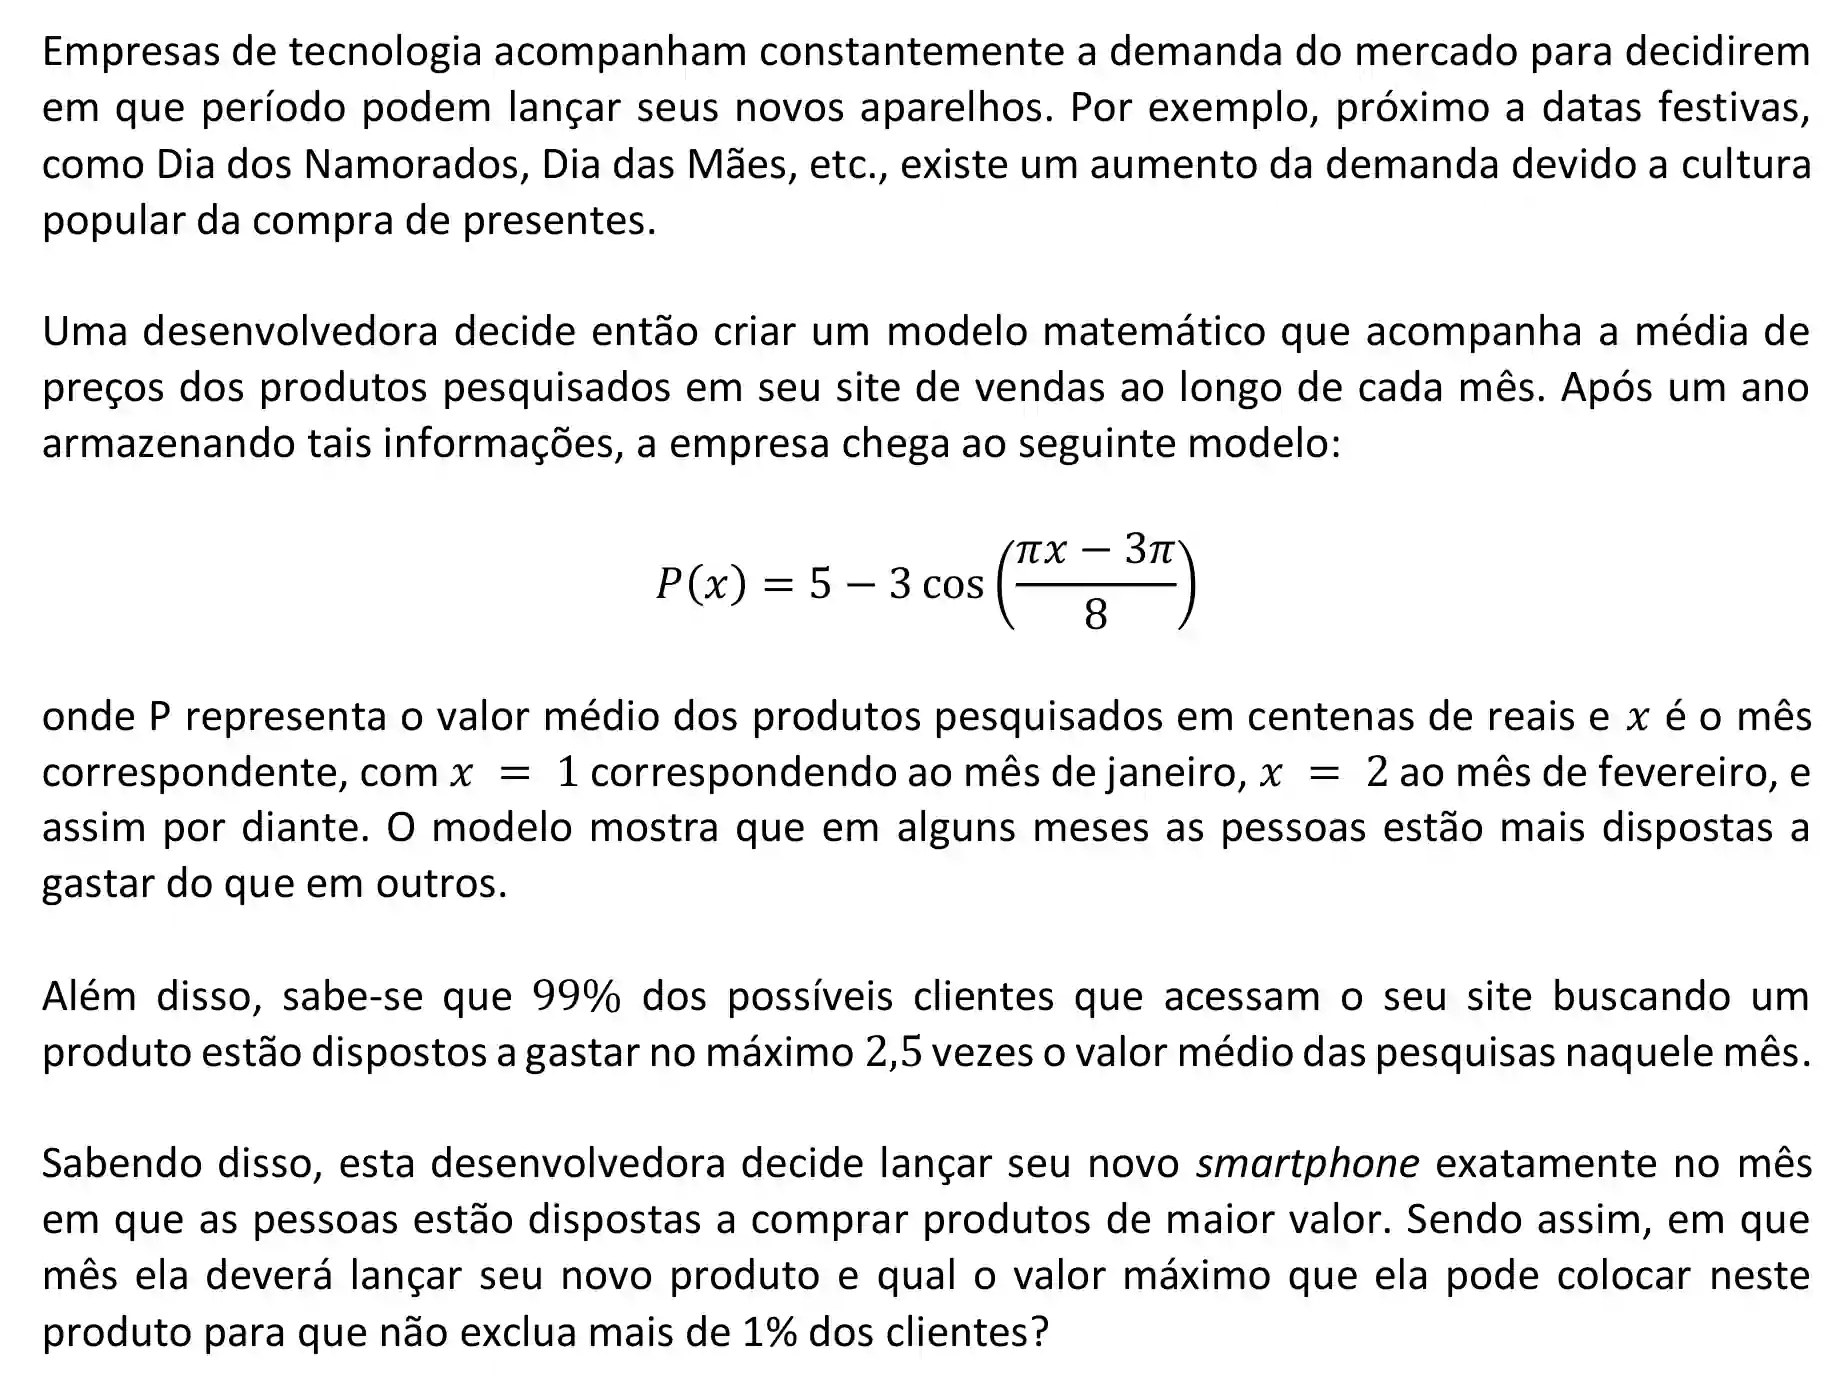 Empresas de tecnologia acompanham constantemente a demanda do mercado para decidirem
em que período podem lançar seus novos aparelhos. Por exemplo, próximo a datas festivas,
como Dia dos Namorados, Dia das Mães, etc., existe um aumento da demanda devido a cultura
popular da compra de presentes.
Uma desenvolvedora decide então criar um modelo matemático que acompanha a média de
preços dos produtos pesquisados em seu site de vendas ao longo de cada mês. Após um ano
armazenando tais informações, a empresa chega ao seguinte modelo:
P(x) = 5 − 3 cos((πx − 3π)/8)
onde P representa o valor médio dos produtos pesquisados em centenas de reais e x é o mês
correspondente, com x = 1 correspondendo ao mês de janeiro, x = 2 ao mês de fevereiro, e
assim por diante. O modelo mostra que em alguns meses as pessoas estão mais dispostas a
gastar do que em outros.
Além disso, sabe-se que 99% dos possíveis clientes que acessam o seu site buscando um
produto estão dispostos a gastar no máximo 2,5 vezes o valor médio das pesquisas naquele mês.
Sabendo disso, esta desenvolvedora decide lançar seu novo smartphone exatamente no mês
em que as pessoas estão dispostas a comprar produtos de maior valor. Sendo assim, em que
mês ela deverá lançar seu novo produto e qual o valor máximo que ela pode colocar neste
produto para que não exclua mais de 1% dos clientes?